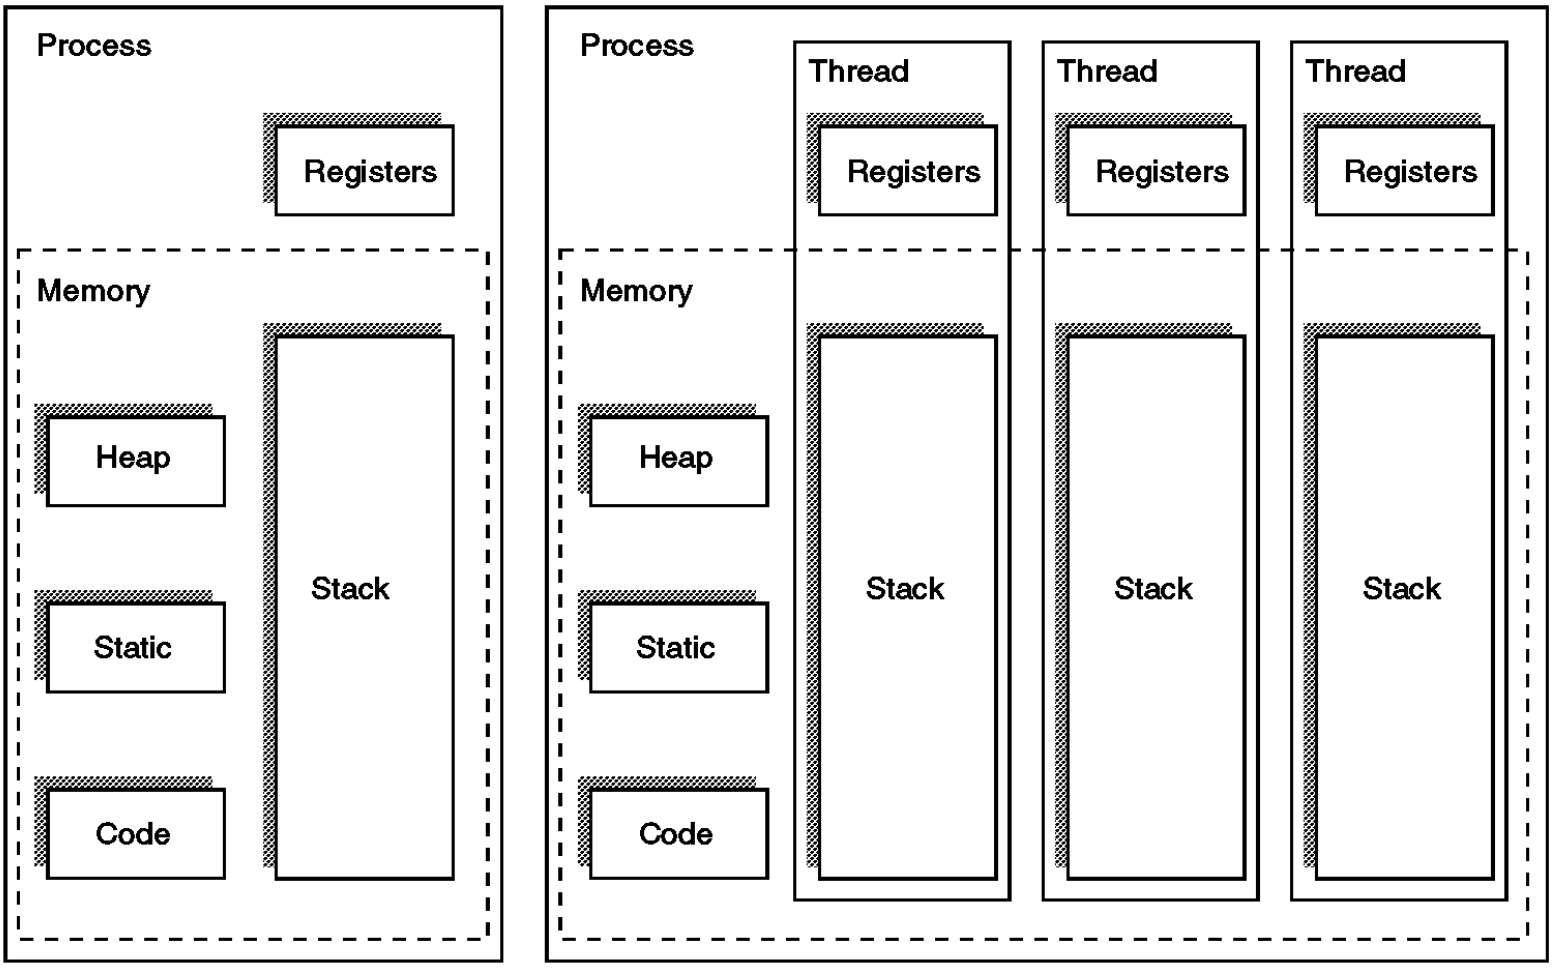 Process
Registers
Memory
Heap
Stack
Static
Code
Process
Thread
Thread
Thread
Registers
Registers
Registers
Memory
Heap
Stack
Stack
Stack
Static
Code